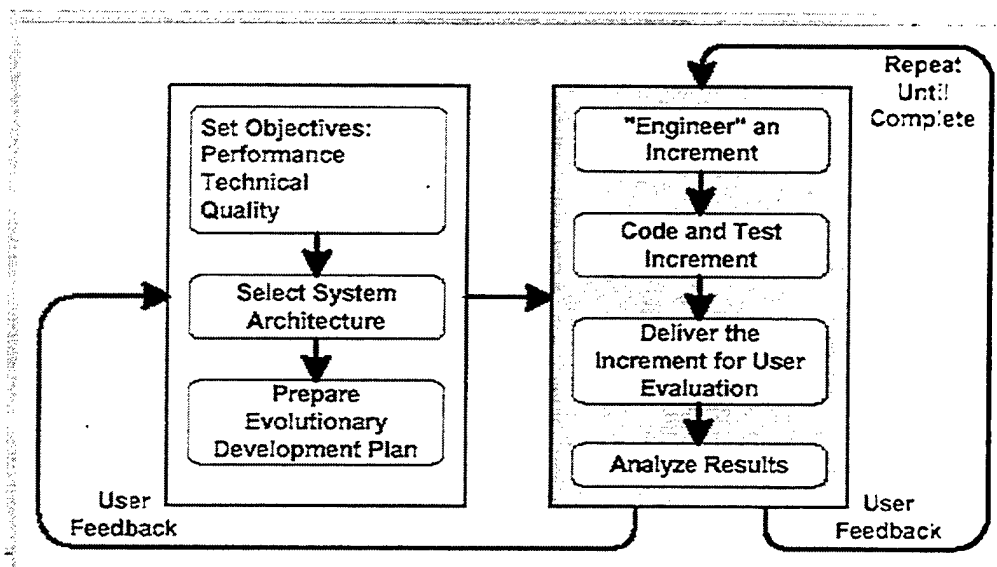 Set Objectives:
Performance
Technical
Quality
Select System
Architecture
Prepare
Evolutionary
Development Plan
User
Feedback
"Engineer" an
Increment
Code and Test
Increment
Deliver the
Increment for User
Evaluation
Analyze Results
Repeat
Until
Complete
User
Feedback